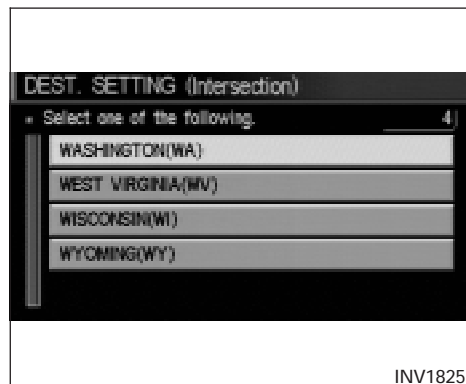 DEST. SETTING (Intersection)
Select one of the following. 4
WASHINGTON(WA)
WEST VIRGINIA(WV)
WISCONSIN(WI)
WYOMING(WY)
INV1825